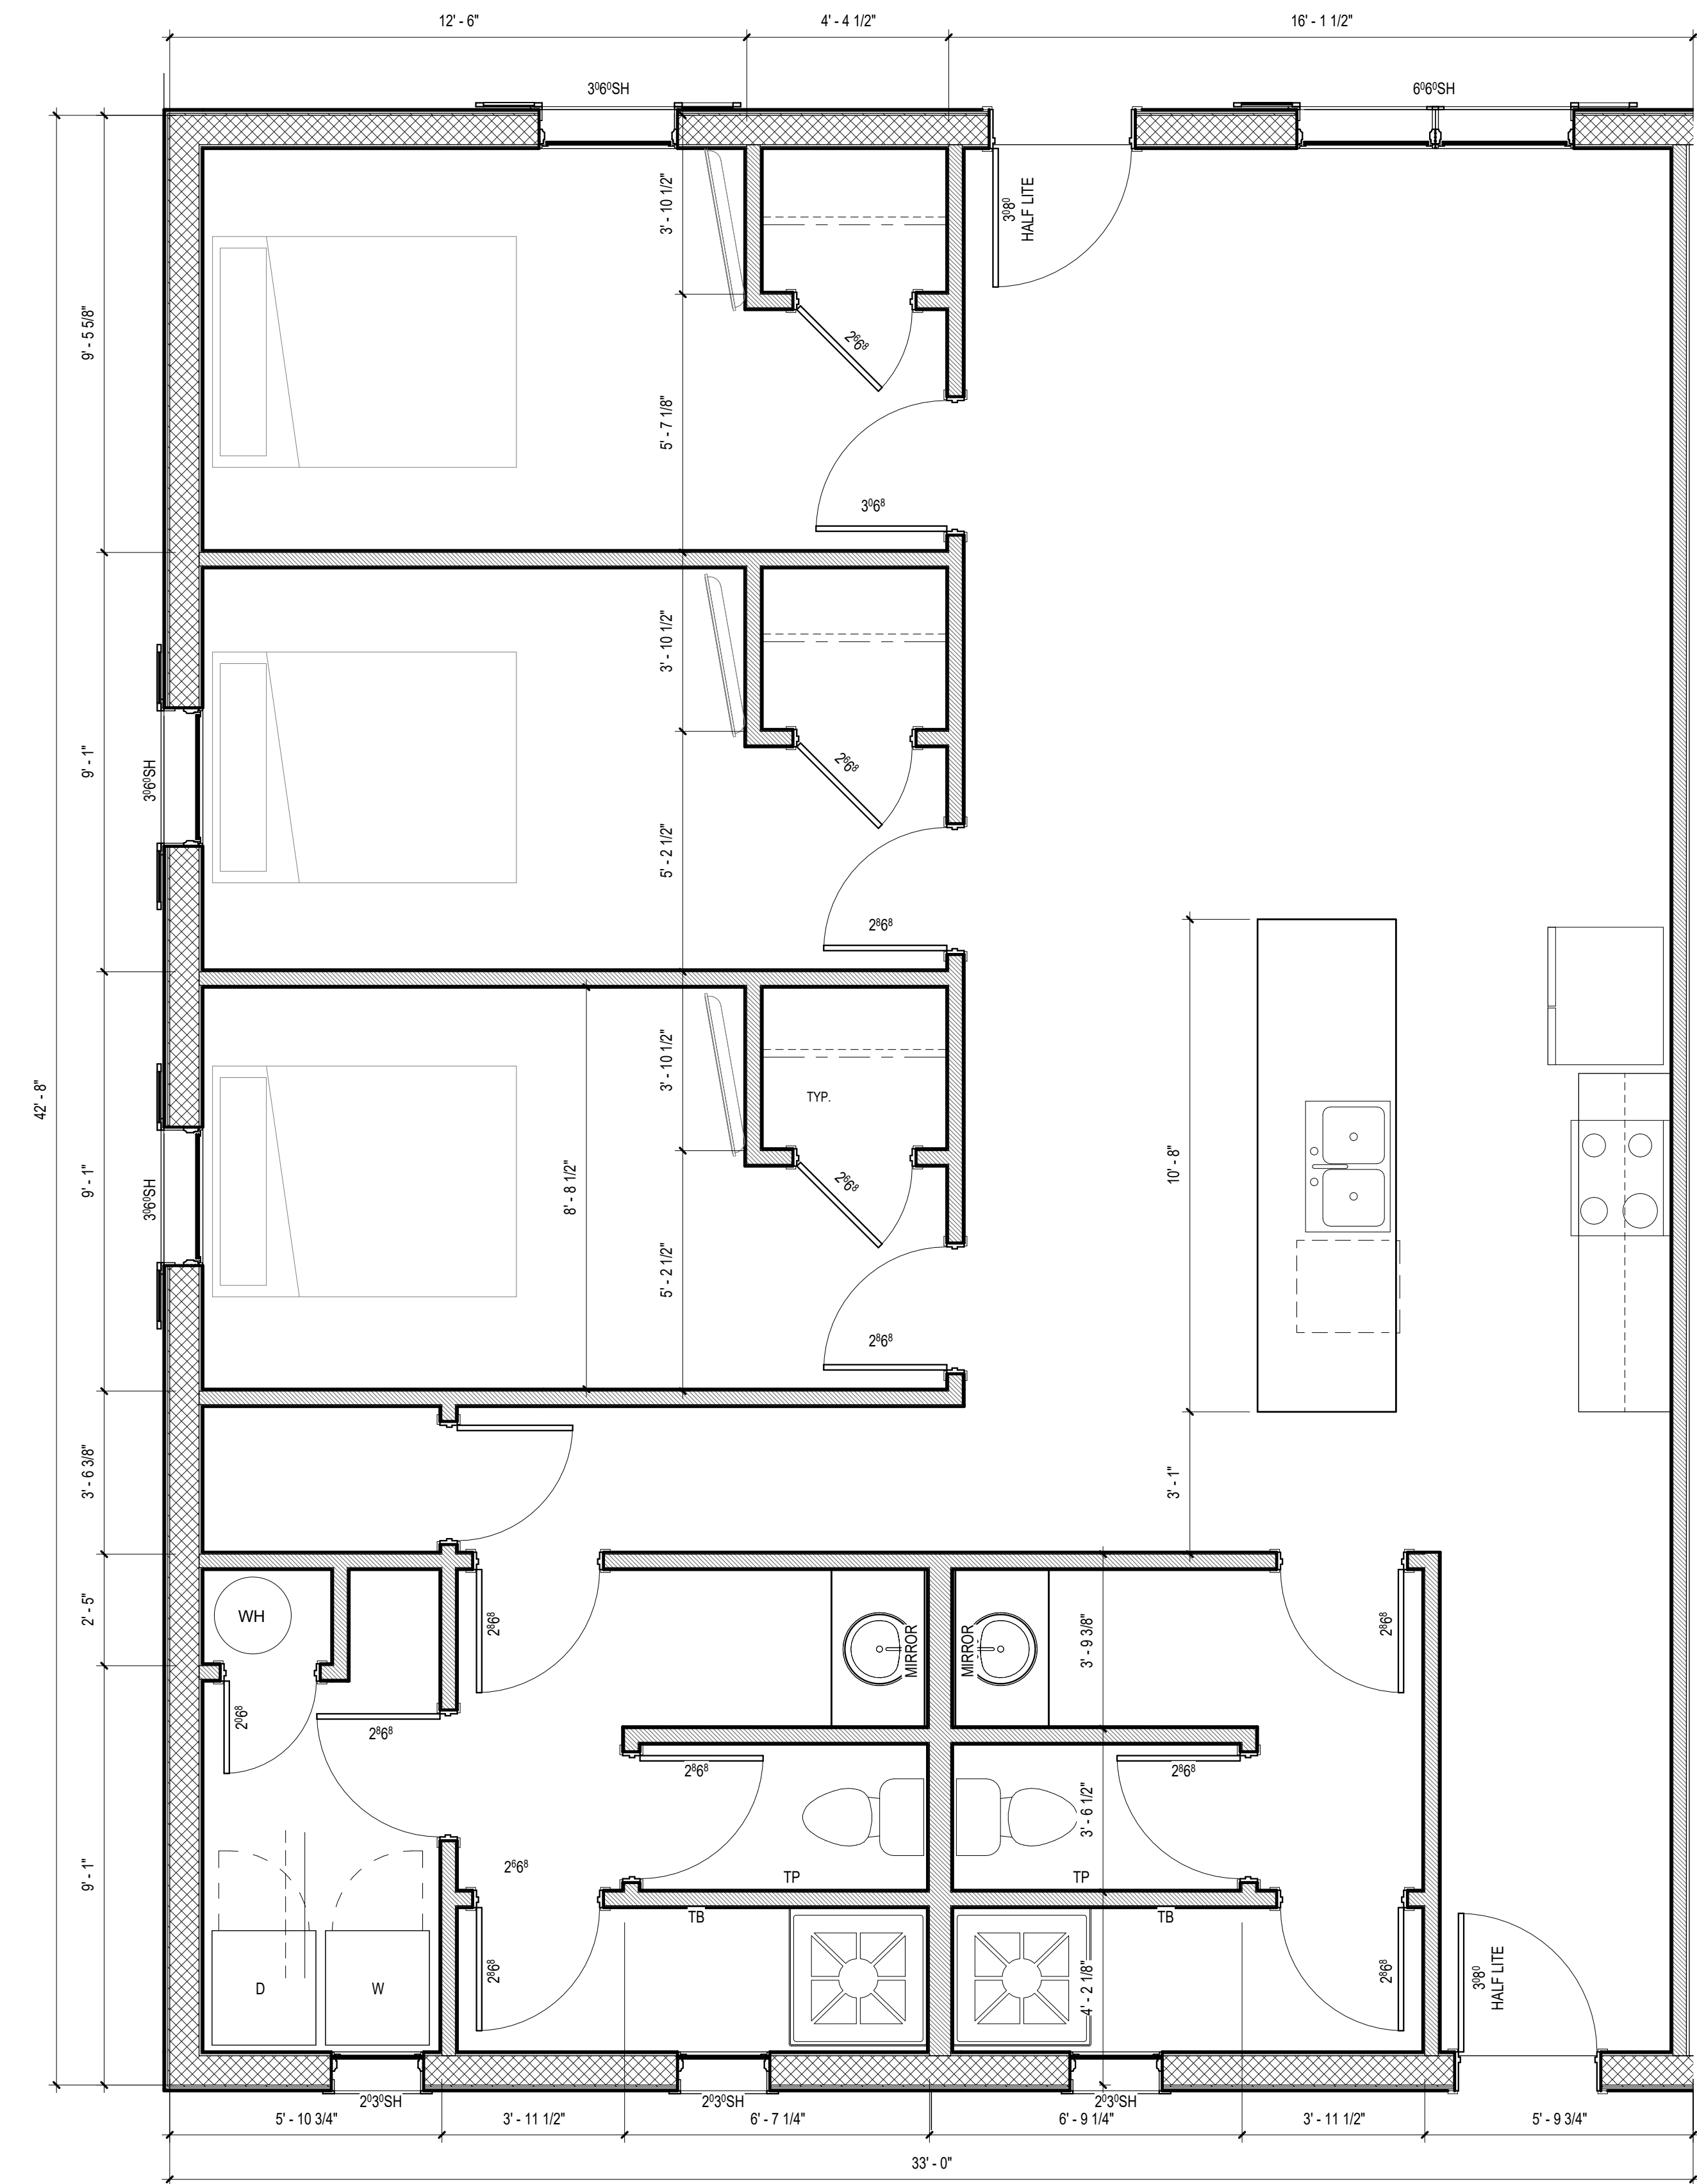 12' - 6"
4' - 4 1/2"
16' - 1 1/2"
3⁰6⁰SH
6⁰6⁰SH
3' - 10 1/2"
3⁰8⁰
HALF LITE
9' - 5 5/8"
2⁶6⁸
5' - 7 1/8"
3⁰6⁸
3' - 10 1/2"
9' - 1"
3⁰6⁰SH
2⁶6⁸
5' - 2 1/2"
2⁸6⁸
42' - 8"
3' - 10 1/2"
TYP.
9' - 1"
3⁰6⁰SH
8' - 8 1/2"
2⁶6⁸
10' - 8"
5' - 2 1/2"
2⁸6⁸
3' - 6 3/8"
3' - 1"
2' - 5"
WH
2⁸6⁸
MIRROR
MIRROR
3' - 9 3/8"
2⁸6⁸
2⁰6⁸
2⁸6⁸
2⁸6⁸
2⁸6⁸
3' - 6 1/2"
9' - 1"
2⁶6⁸
TP
TP
TB
TB
2⁸6⁸
4' - 2 1/8"
2⁸6⁸
3⁰8⁰
HALF LITE
D
W
2⁰3⁰SH
2⁰3⁰SH
2⁰3⁰SH
5' - 10 3/4"
3' - 11 1/2"
6' - 7 1/4"
6' - 9 1/4"
3' - 11 1/2"
5' - 9 3/4"
33' - 0"